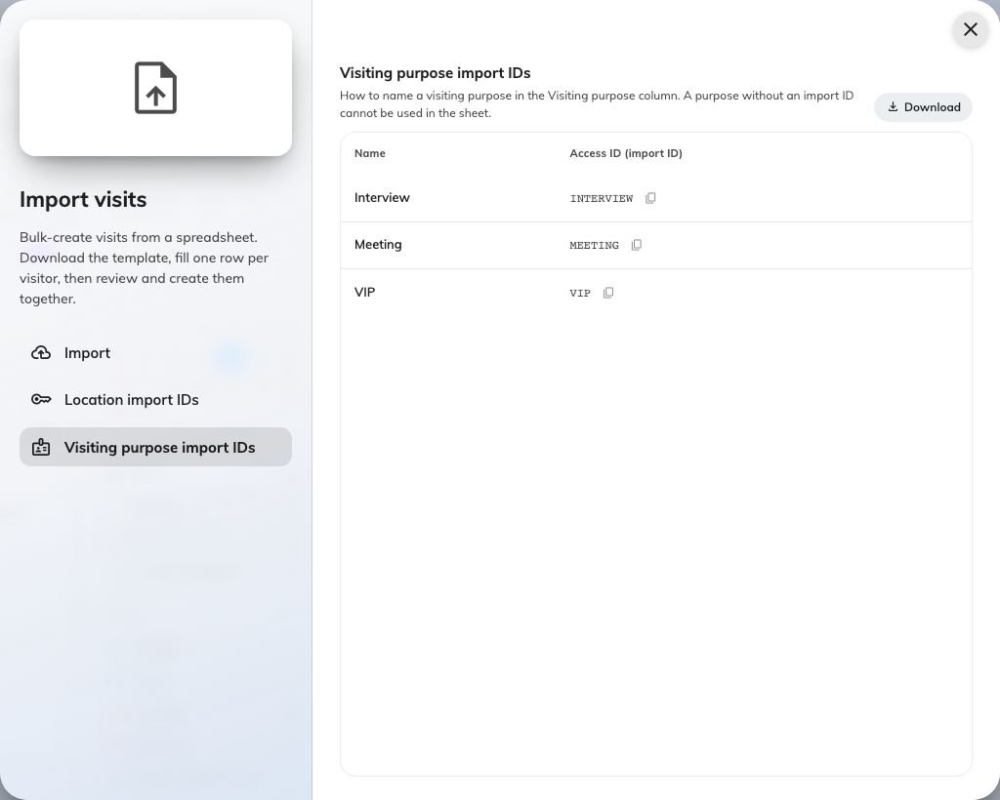 Import visits
Bulk-create visits from a spreadsheet.
Download the template, fill one row per
visitor, then review and create them
together.
Import
Location import IDs
Visiting purpose import IDs
Visiting purpose import IDs
How to name a visiting purpose in the Visiting purpose column. A purpose without an import ID
cannot be used in the sheet.
Download
Name Access ID (import ID)
Interview INTERVIEW
Meeting MEETING
VIP VIP